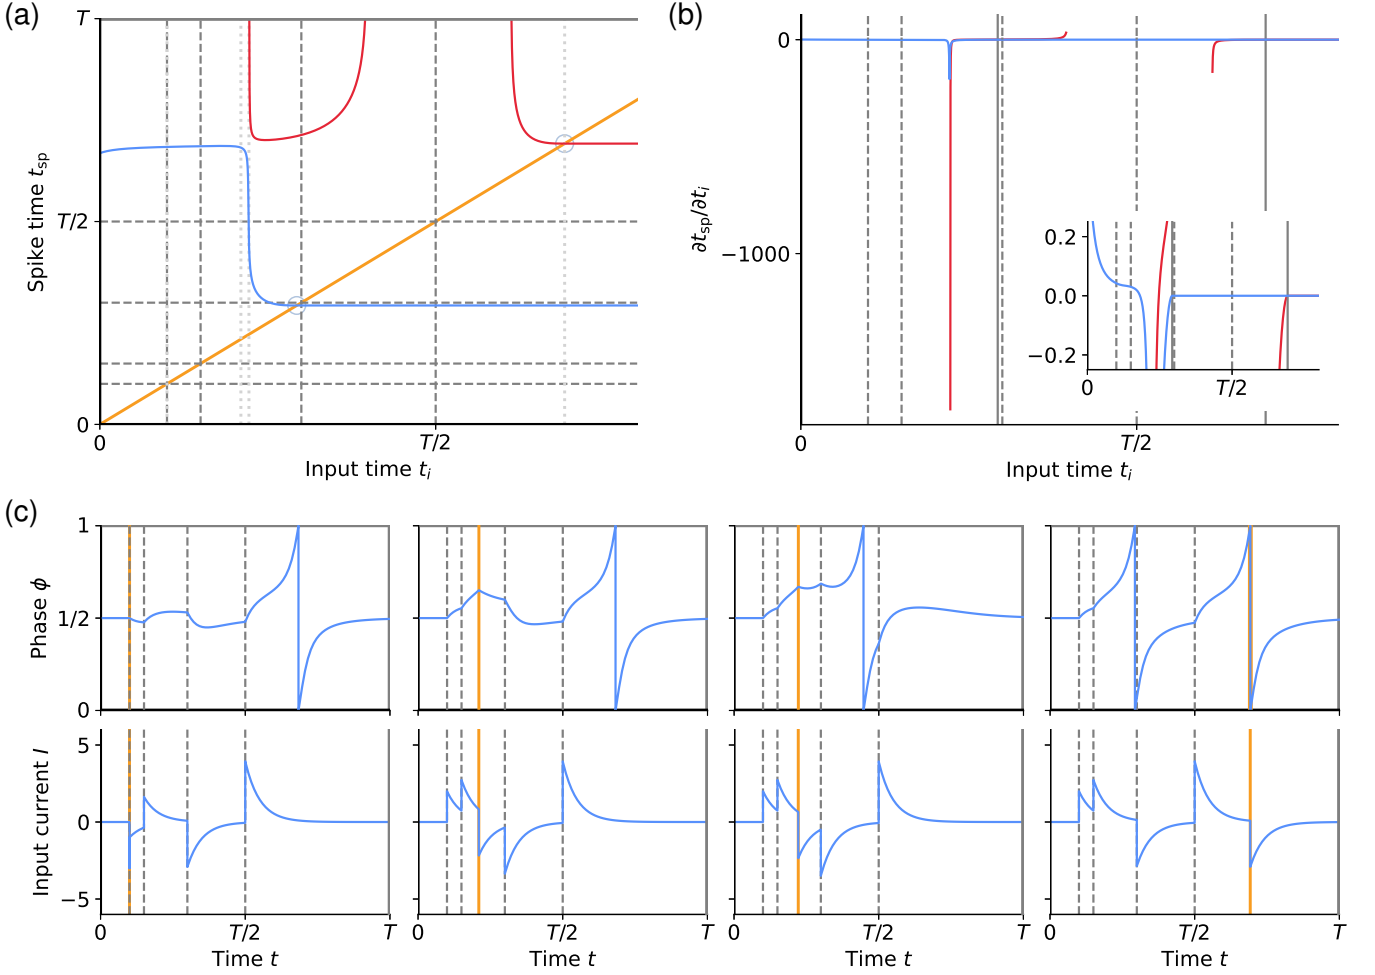 (a)
T
T/2
0
Spike time t_sp
0
T/2
Input time t_i
(b)
0
−1000
∂t_sp/∂t_i
0
T/2
Input time t_i
0.2
0.0
−0.2
0
T/2
(c)
1
1/2
0
Phase ϕ
5
0
−5
Input current I
0
T/2
T
Time t
0
T/2
T
Time t
0
T/2
T
Time t
0
T/2
T
Time t